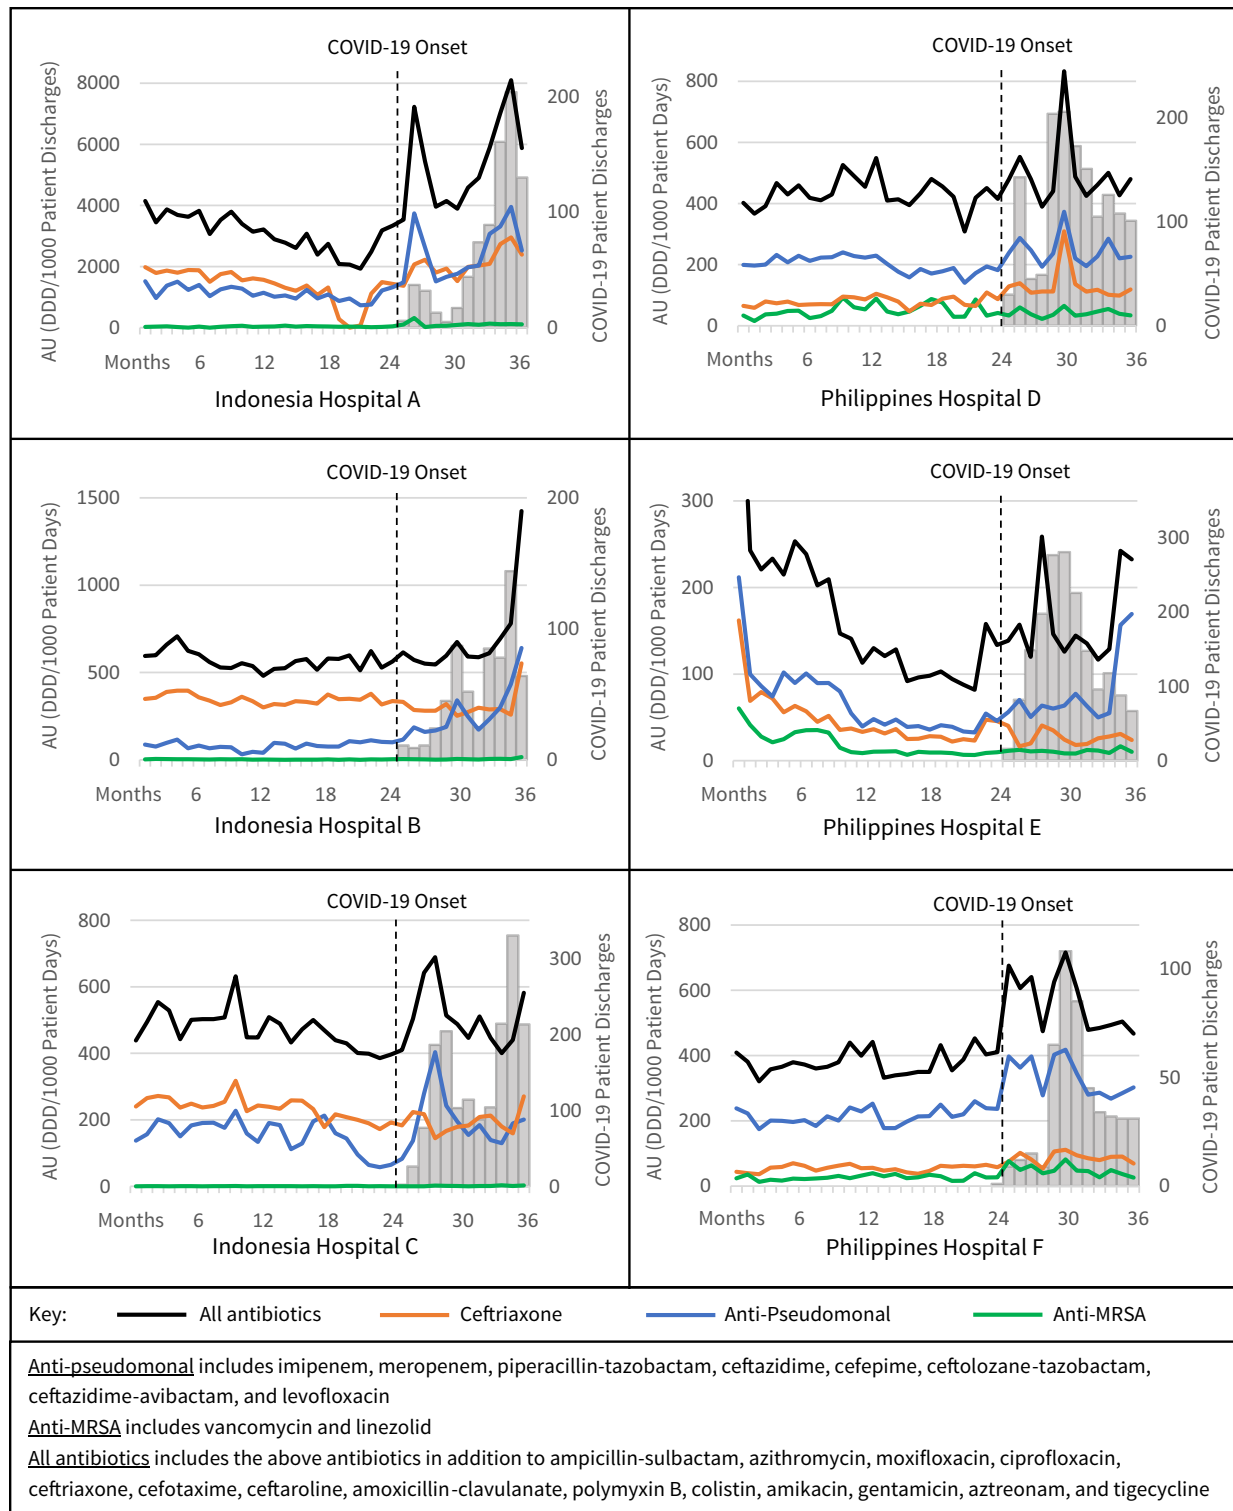 COVID-19 Onset
AU (DDD/1000 Patient Discharges)
8000
6000
4000
2000
0
200
100
0
COVID-19 Patient Discharges
Months 6 12 18 24 30 36
Indonesia Hospital A
COVID-19 Onset
AU (DDD/1000 Patient Days)
800
600
400
200
0
200
100
0
COVID-19 Patient Discharges
Months 6 12 18 24 30 36
Philippines Hospital D
COVID-19 Onset
AU (DDD/1000 Patient Days)
1500
1000
500
0
200
100
0
COVID-19 Patient Discharges
Months 6 12 18 24 30 36
Indonesia Hospital B
COVID-19 Onset
AU (DDD/1000 Patient Days)
300
200
100
0
300
200
100
0
COVID-19 Patient Discharges
Months 6 12 18 24 30 36
Philippines Hospital E
COVID-19 Onset
AU (DDD/1000 Patient Days)
800
600
400
200
0
300
200
100
0
COVID-19 Patient Discharges
Months 6 12 18 24 30 36
Indonesia Hospital C
COVID-19 Onset
AU (DDD/1000 Patient Days)
800
600
400
200
0
100
50
0
COVID-19 Patient Discharges
Months 6 12 18 24 30 36
Philippines Hospital F
Key: All antibiotics Ceftriaxone Anti-Pseudomonal Anti-MRSA
Anti-pseudomonal includes imipenem, meropenem, piperacillin-tazobactam, ceftazidime, cefepime, ceftolozane-tazobactam,
ceftazidime-avibactam, and levofloxacin
Anti-MRSA includes vancomycin and linezolid
All antibiotics includes the above antibiotics in addition to ampicillin-sulbactam, azithromycin, moxifloxacin, ciprofloxacin,
ceftriaxone, cefotaxime, ceftaroline, amoxicillin-clavulanate, polymyxin B, colistin, amikacin, gentamicin, aztreonam, and tigecycline